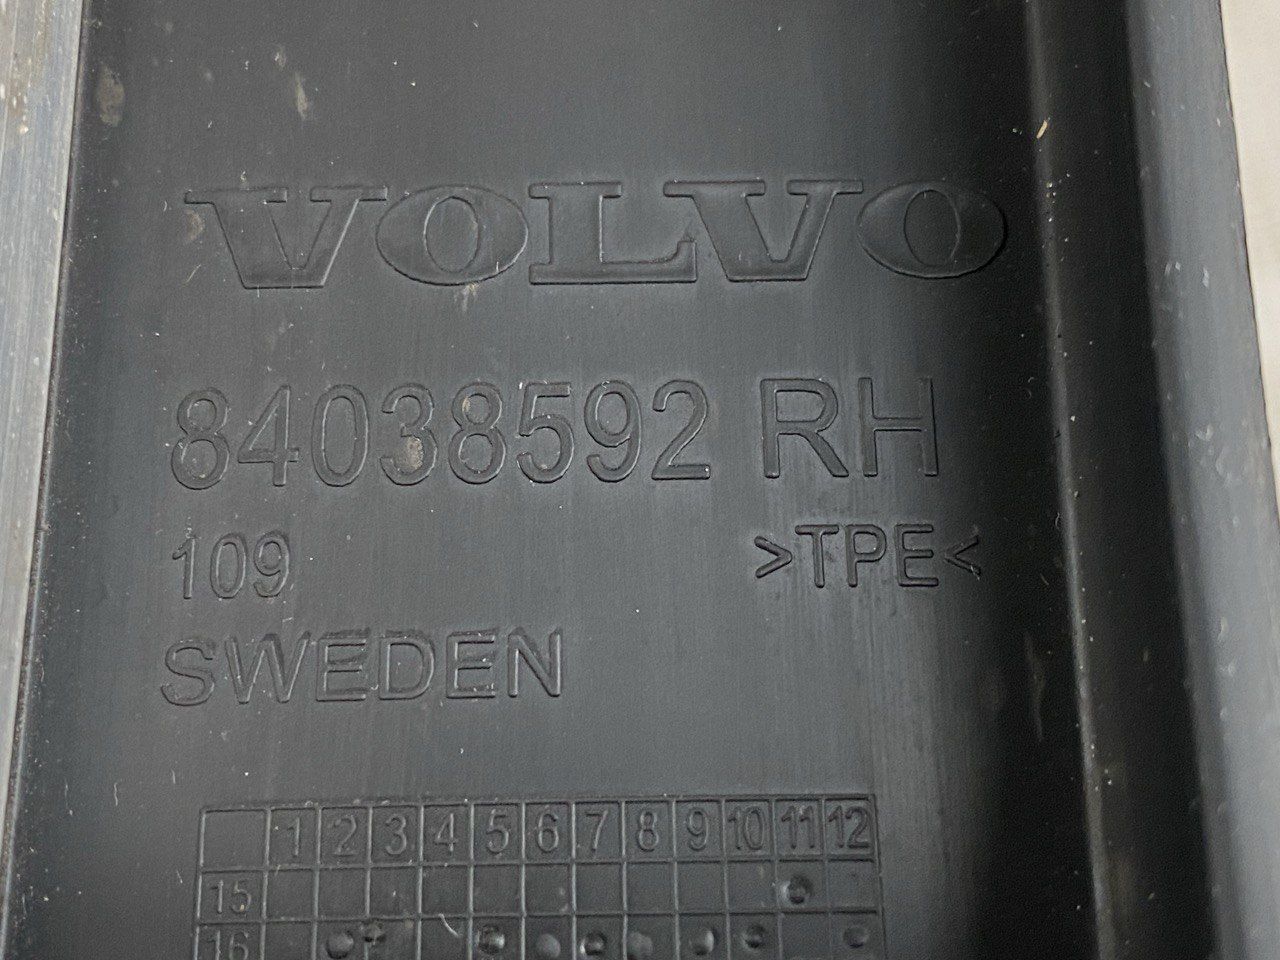 VOLVO
84038592 RH
109 >TPE<
SWEDEN
1 2 3 4 5 6 7 8 9 10 11 12
15
16